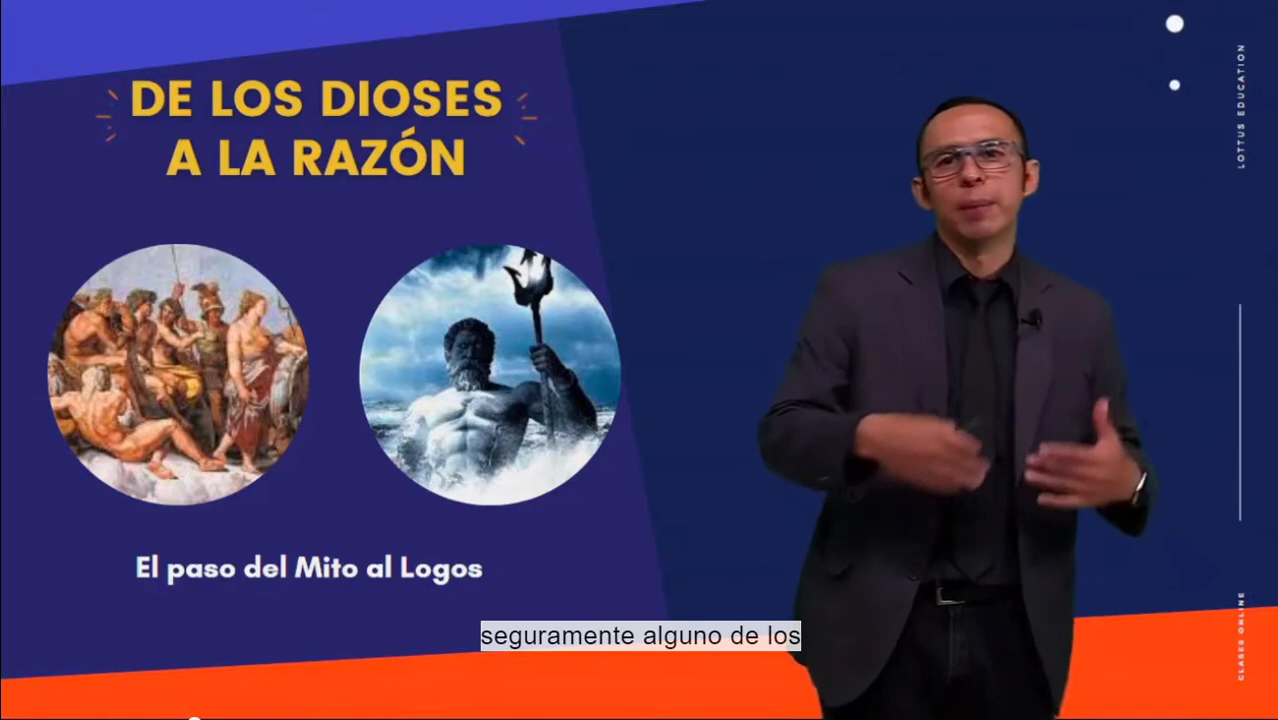 DE LOS DIOSES
A LA RAZÓN
El paso del Mito al Logos
seguramente alguno de los
LOTTUS EDUCATION
CLASES ONLINE